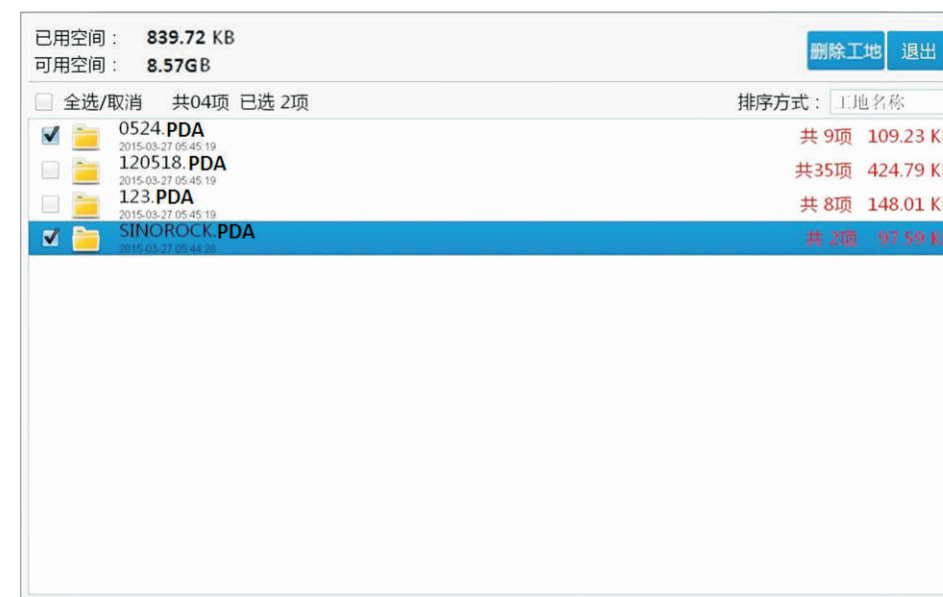 已用空间： 839.72 KB
可用空间： 8.57GB
删除工地 退出
全选/取消 共04项 已选 2项
排序方式： 工地名称
0524.PDA
2015-03-27 05:45:19
共 9项 109.23 K
120518.PDA
2015-03-27 05:45:19
共35项 424.79 K
123.PDA
2015-03-27 05:45:19
共 8项 148.01 K
SINOROCK.PDA
2015-03-27 05:44:28
共 2项 97.59 K